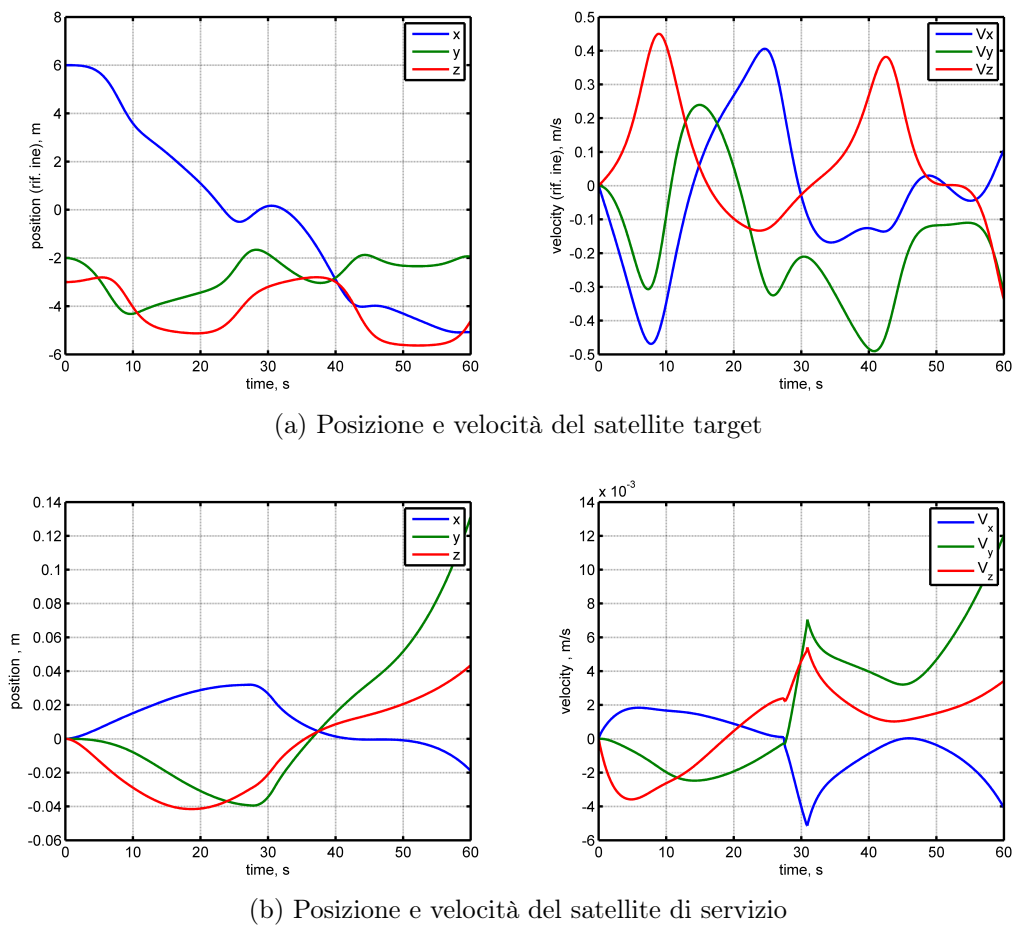 8
6
4
2
0
-2
-4
-6
0 10 20 30 40 50 60
time, s
position (rif. ine), m
x
y
z
0.5
0.4
0.3
0.2
0.1
0
-0.1
-0.2
-0.3
-0.4
-0.5
0 10 20 30 40 50 60
time, s
velocity (rif. ine), m/s
Vx
Vy
Vz
(a) Posizione e velocità del satellite target
0.14
0.12
0.1
0.08
0.06
0.04
0.02
0
-0.02
-0.04
-0.06
0 10 20 30 40 50 60
time, s
position , m
x
y
z
x 10^-3
14
12
10
8
6
4
2
0
-2
-4
-6
0 10 20 30 40 50 60
time, s
velocity , m/s
V_x
V_y
V_z
(b) Posizione e velocità del satellite di servizio